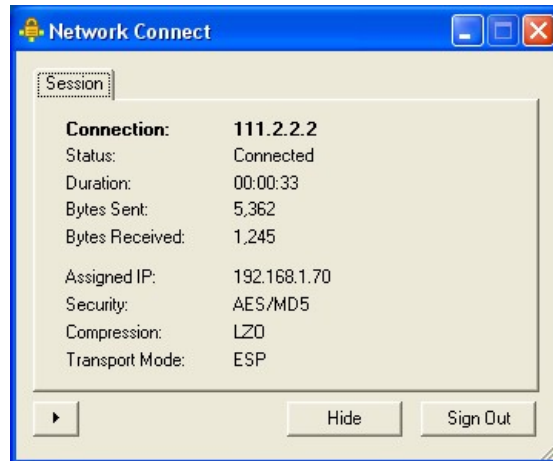 Network Connect
Session
Connection: 111.2.2.2
Status: Connected
Duration: 00:00:33
Bytes Sent: 5,362
Bytes Received: 1,245
Assigned IP: 192.168.1.70
Security: AES/MD5
Compression: LZO
Transport Mode: ESP
Hide Sign Out